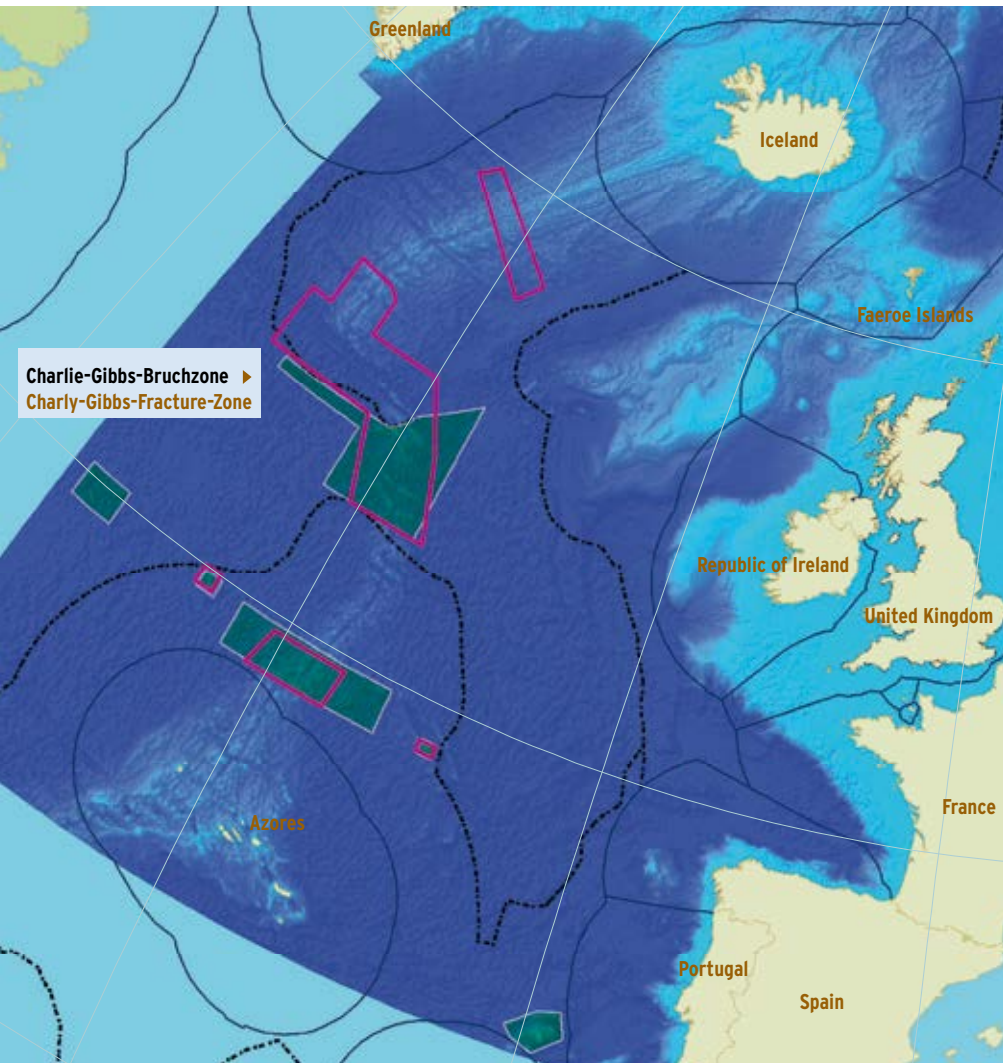 Greenland
Iceland
Faeroe Islands
Charlie-Gibbs-Bruchzone
Charly-Gibbs-Fracture-Zone
Republic of Ireland
United Kingdom
France
Azores
Portugal
Spain